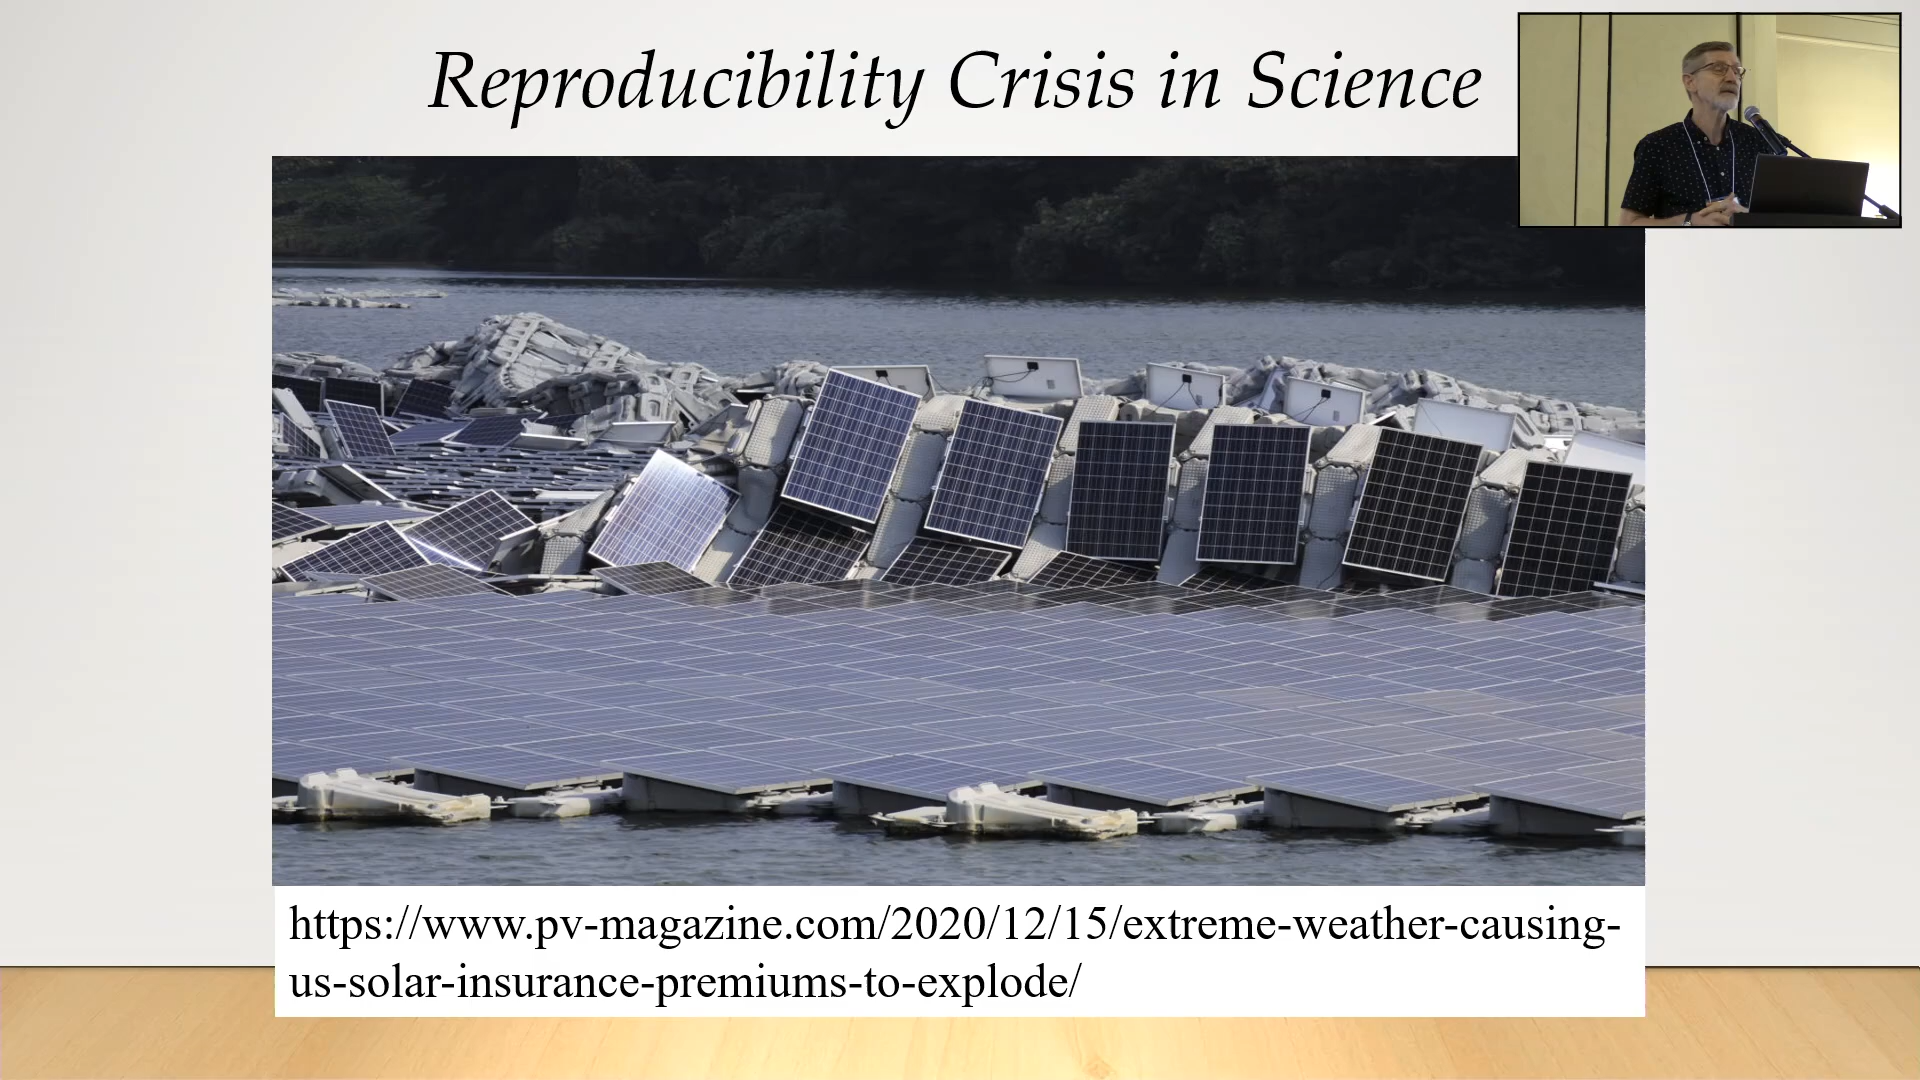 Reproducibility Crisis in Science
https://www.pv-magazine.com/2020/12/15/extreme-weather-causing-
us-solar-insurance-premiums-to-explode/